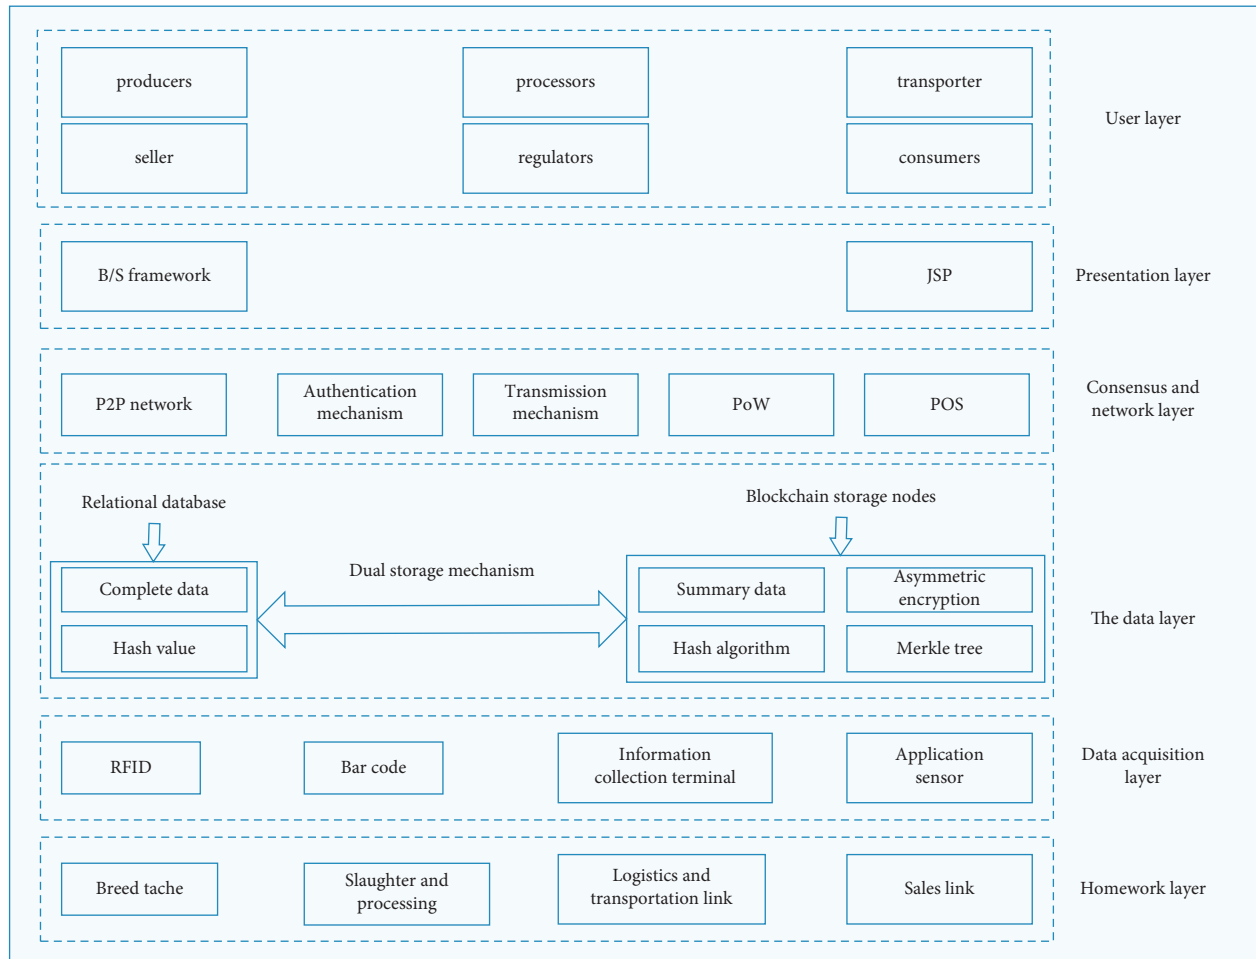 producers
processors
transporter
seller
regulators
consumers
User layer
B/S framework
JSP
Presentation layer
P2P network
Authentication
mechanism
Transmission
mechanism
PoW
POS
Consensus and
network layer
Relational database
Blockchain storage nodes
Complete data
Hash value
Dual storage mechanism
Summary data
Asymmetric
encryption
Hash algorithm
Merkle tree
The data layer
RFID
Bar code
Information
collection terminal
Application
sensor
Data acquisition
layer
Breed tache
Slaughter and
processing
Logistics and
transportation link
Sales link
Homework layer